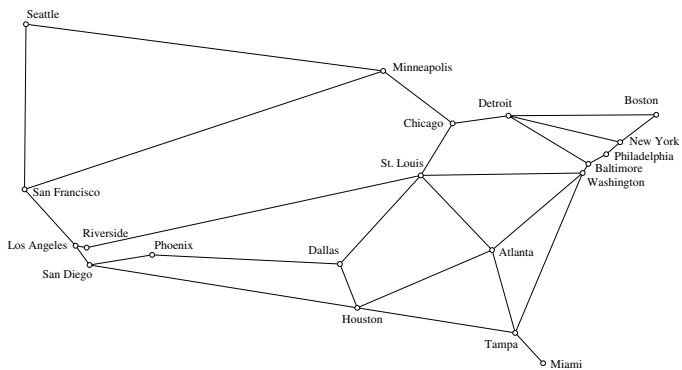 Seattle
Minneapolis
Detroit
Boston
Chicago
New York
Philadelphia
St. Louis
Baltimore
Washington
San Francisco
Riverside
Los Angeles
Phoenix
Dallas
Atlanta
San Diego
Houston
Tampa
Miami